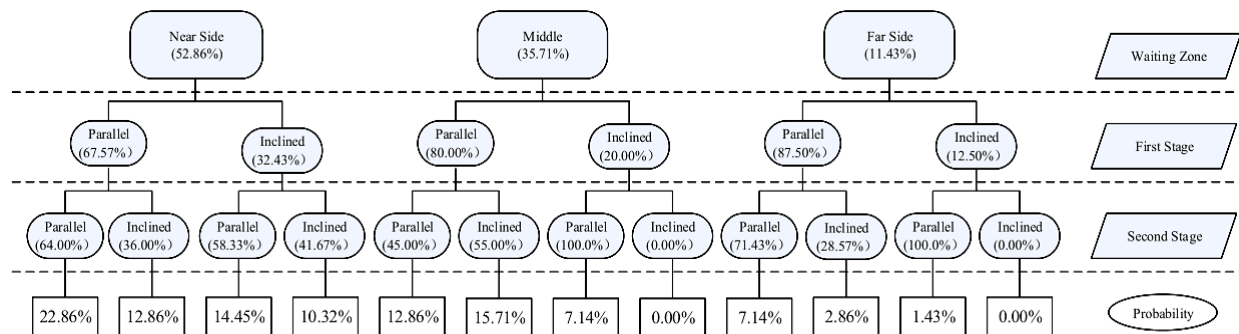 Near Side
(52.86%)
Middle
(35.71%)
Far Side
(11.43%)
Waiting Zone
Parallel
(67.57%)
Inclined
(32.43%)
Parallel
(80.00%)
Inclined
(20.00%)
Parallel
(87.50%)
Inclined
(12.50%)
First Stage
Parallel
(64.00%)
Inclined
(36.00%)
Parallel
(58.33%)
Inclined
(41.67%)
Parallel
(45.00%)
Inclined
(55.00%)
Parallel
(100.0%)
Inclined
(0.00%)
Parallel
(71.43%)
Inclined
(28.57%)
Parallel
(100.0%)
Inclined
(0.00%)
Second Stage
22.86%
12.86%
14.45%
10.32%
12.86%
15.71%
7.14%
0.00%
7.14%
2.86%
1.43%
0.00%
Probability